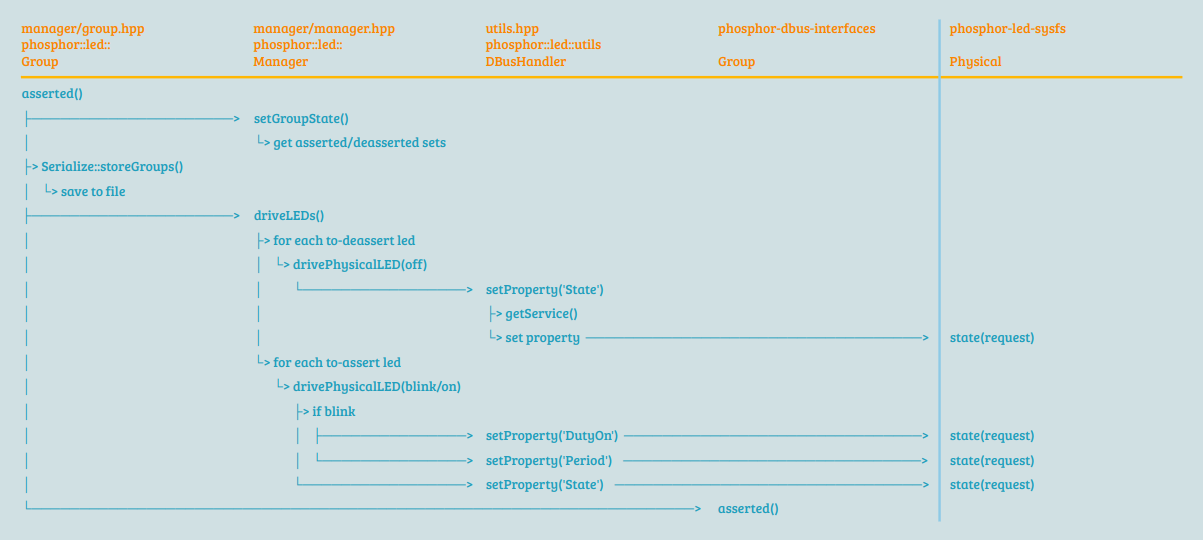 manager/group.hpp manager/manager.hpp utils.hpp phosphor-dbus-interfaces phosphor-led-sysfs
phosphor::led:: phosphor::led:: phosphor::led::utils
Group Manager DBusHandler Group Physical
asserted()
├──────────> setGroupState()
│ └> get asserted/deasserted sets
├> Serialize::storeGroups()
│ └> save to file
├──────────> driveLEDs()
│ ├> for each to-deassert led
│ │ └> drivePhysicalLED(off)
│ │ └──────────> setProperty('State')
│ │ ├> getService()
│ │ └> set property ──────────> state(request)
│ └> for each to-assert led
│ └> drivePhysicalLED(blink/on)
│ ├> if blink
│ │ ├──────────> setProperty('DutyOn') ──────────> state(request)
│ │ └──────────> setProperty('Period') ──────────> state(request)
│ └──────────> setProperty('State') ──────────> state(request)
└──────────> asserted()